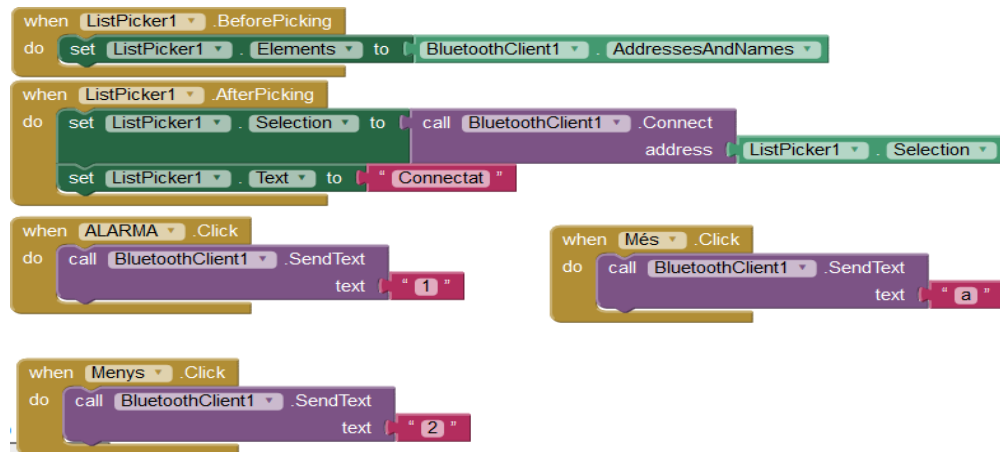 when ListPicker1 .BeforePicking
do set ListPicker1 . Elements to BluetoothClient1 . AddressesAndNames
when ListPicker1 .AfterPicking
do set ListPicker1 . Selection to call BluetoothClient1 .Connect
address ListPicker1 . Selection
set ListPicker1 . Text to " Connectat "
when ALARMA .Click
do call BluetoothClient1 .SendText
text " 1 "
when Més .Click
do call BluetoothClient1 .SendText
text " a "
when Menys .Click
do call BluetoothClient1 .SendText
text " 2 "